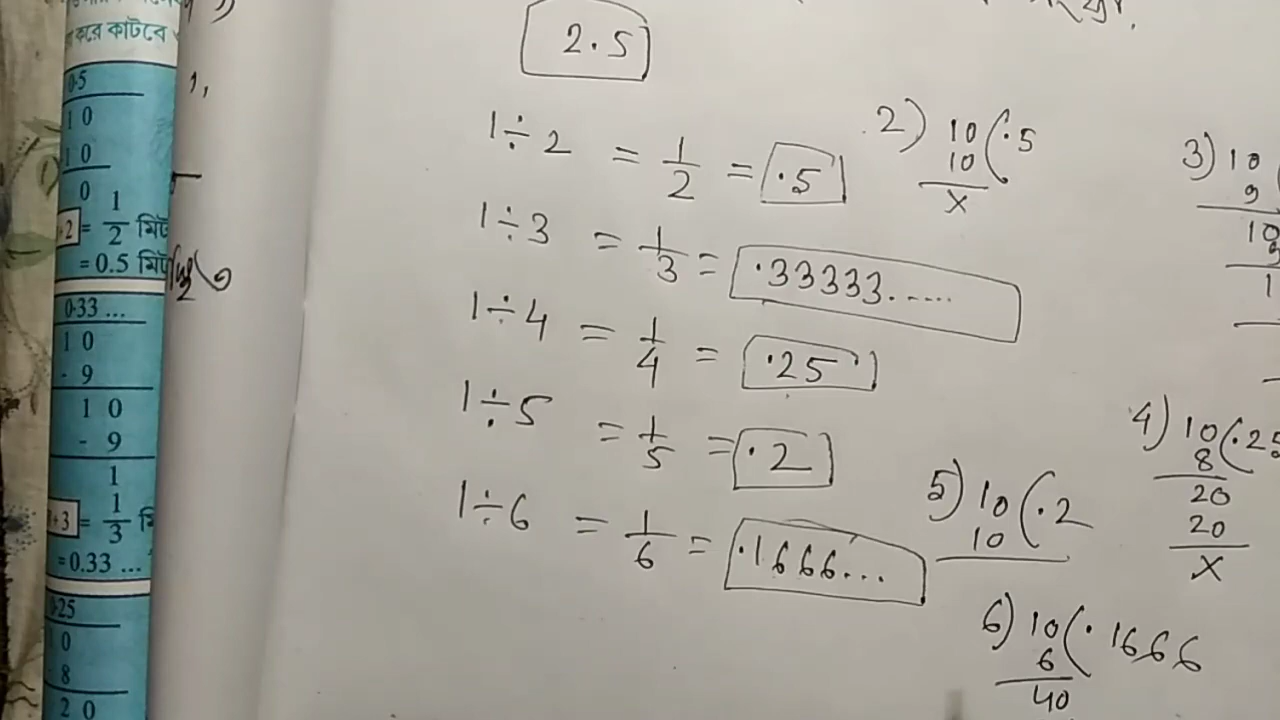 করে কাটবে
0.5
1 0
1 0
0
2 = 1/2 মিট
= 0.5 মিট
0.33 ...
1 0
- 9
1 0
- 9
1
÷ 3 = 1/3 মি
= 0.33 ...
0.25
1 0
- 8
2 0
2.5
1÷2 = 1/2 = .5
1÷3 = 1/3 = .33333.....
1÷4 = 1/4 = .25
1÷5 = 1/5 = .2
1÷6 = 1/6 = .1666...
2) 10 ( .5
10
x
3) 10
9
10
9
1
4) 10 ( .25
8
20
20
x
5) 10 ( .2
10
6) 10 ( .1666
6
40